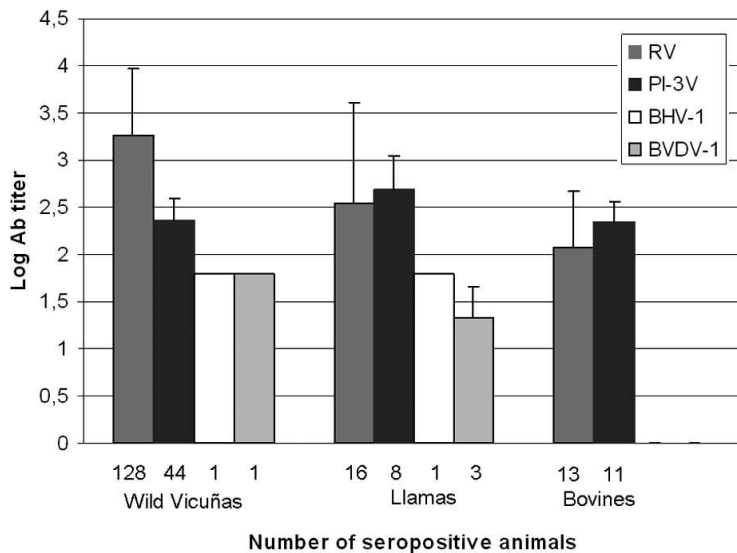 4,5
4
3,5
3
2,5
2
1,5
1
0,5
0
Log Ab titer
RV
PI-3V
BHV-1
BVDV-1
128 44 1 1 16 8 1 3 13 11
Wild Vicuñas Llamas Bovines
Number of seropositive animals